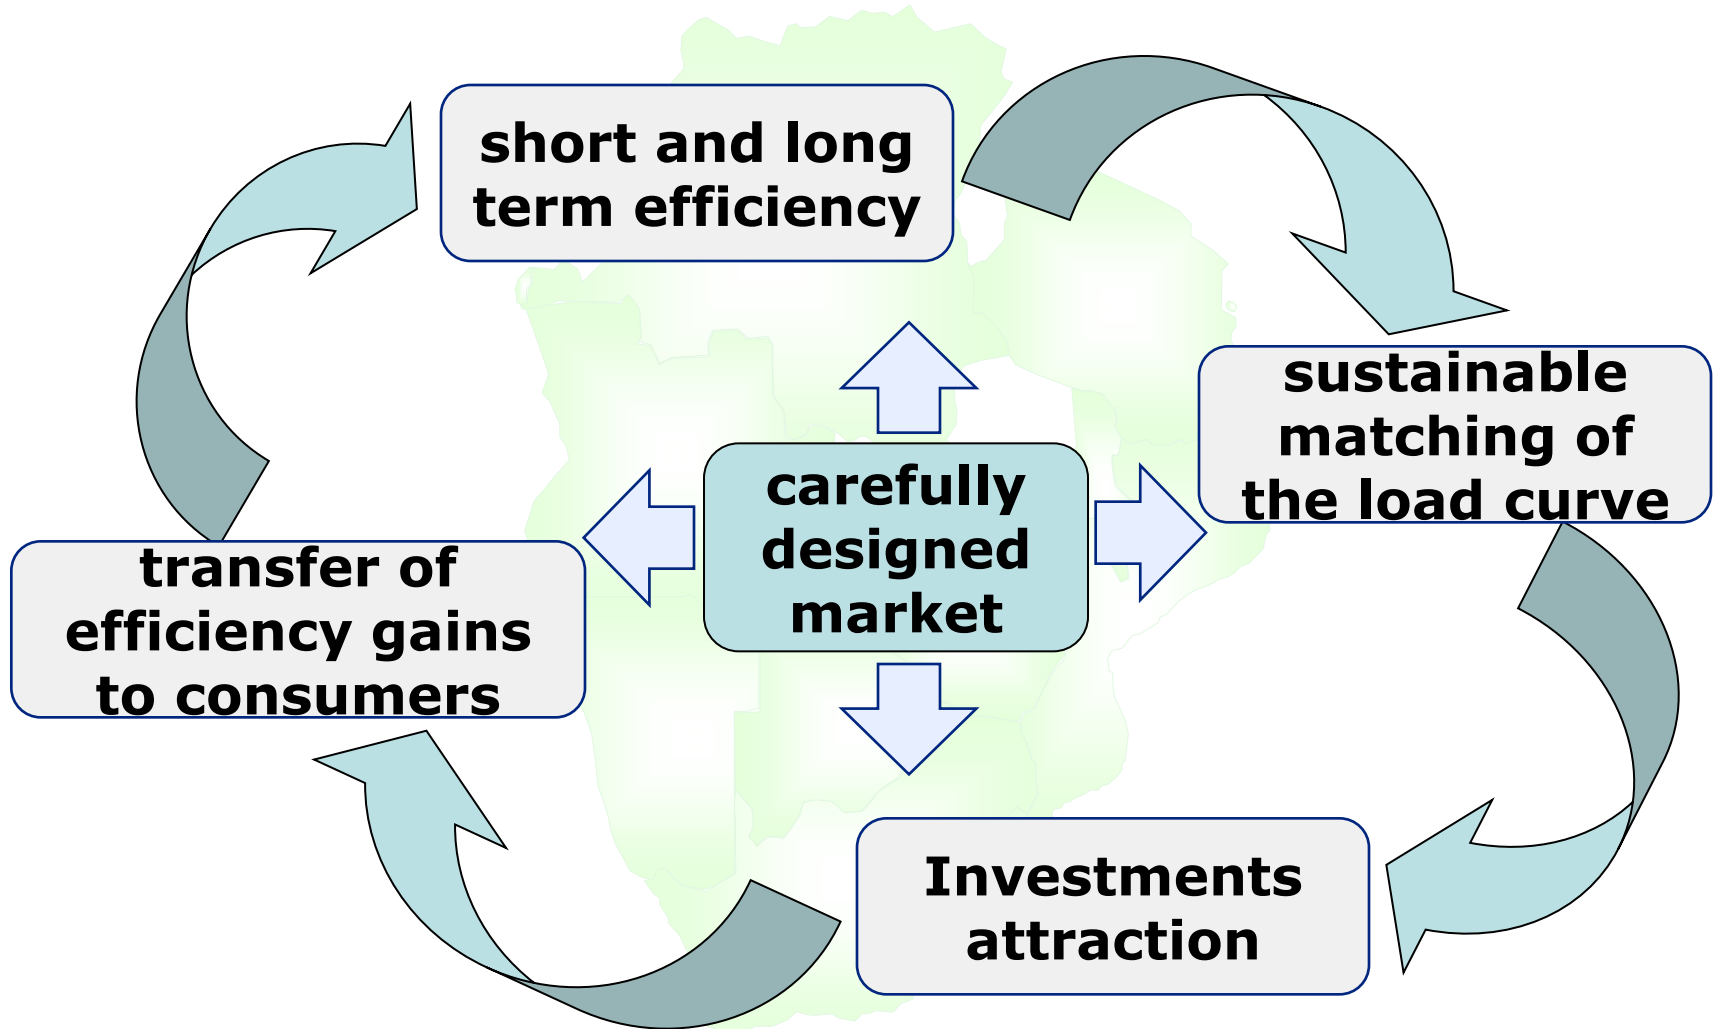 short and long
term efficiency
sustainable
matching of
the load curve
carefully
designed
market
transfer of
efficiency gains
to consumers
Investments
attraction